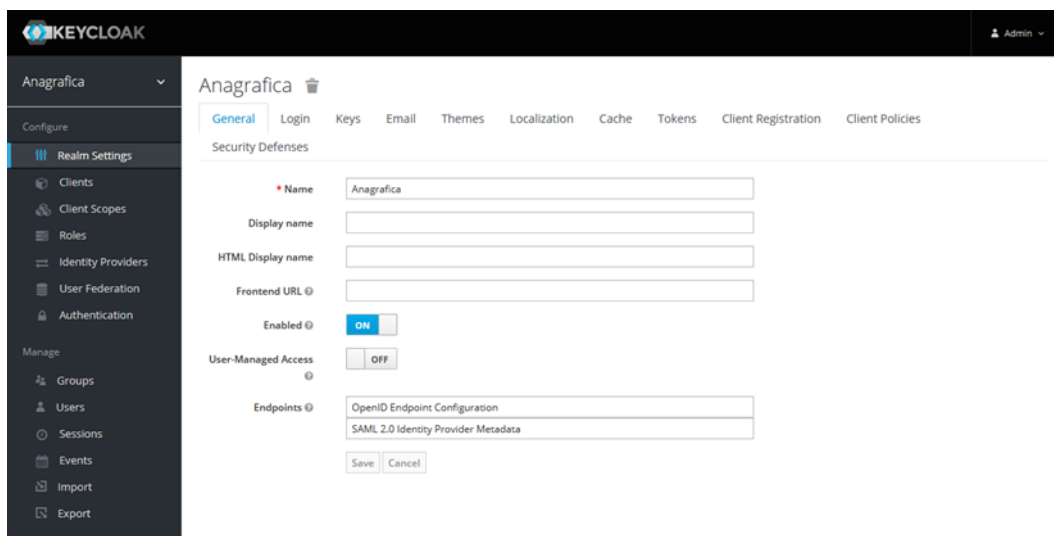 KEYCLOAK
Admin
Anagrafica
Configure
Realm Settings
Clients
Client Scopes
Roles
Identity Providers
User Federation
Authentication
Manage
Groups
Users
Sessions
Events
Import
Export
Anagrafica
General Login Keys Email Themes Localization Cache Tokens Client Registration Client Policies
Security Defenses
* Name Anagrafica
Display name
HTML Display name
Frontend URL
Enabled ON
User-Managed Access OFF
Endpoints OpenID Endpoint Configuration
SAML 2.0 Identity Provider Metadata
Save Cancel